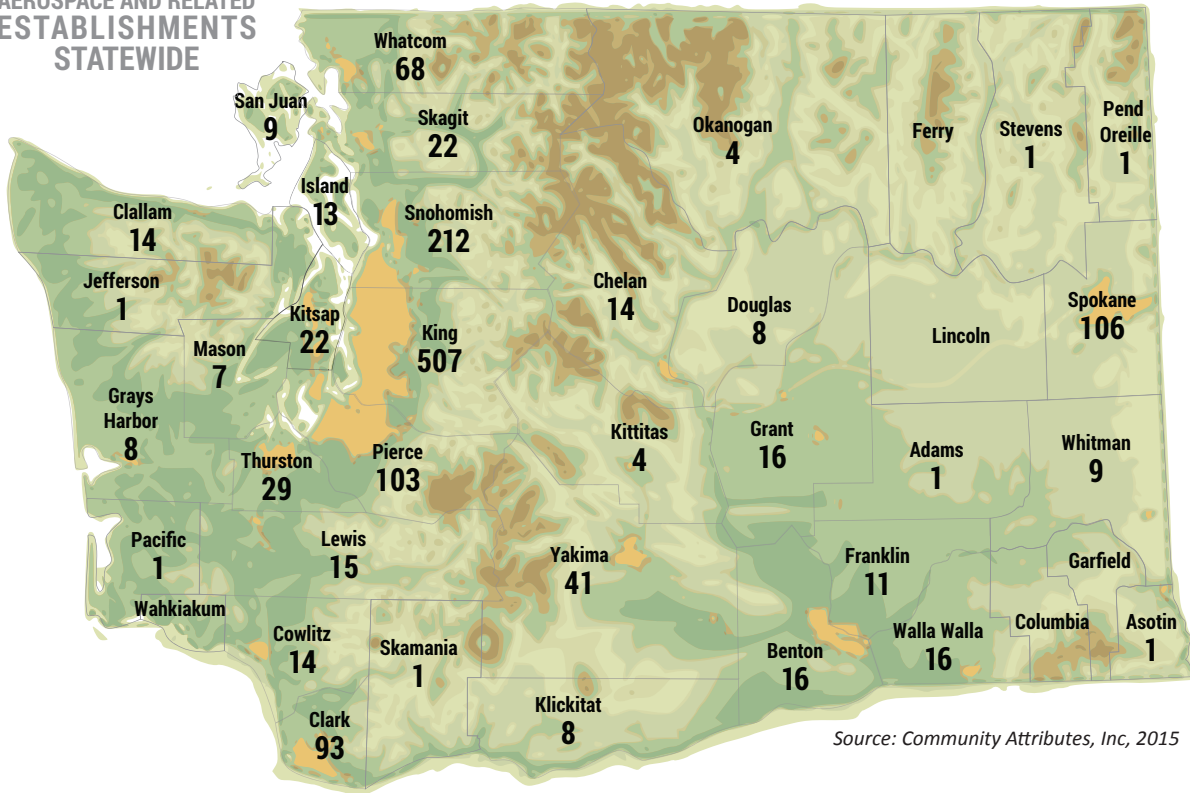 AEROSPACE AND RELATED
ESTABLISHMENTS
STATEWIDE
Whatcom
68
San Juan
9
Skagit
22
Okanogan
4
Ferry
Stevens
1
Pend
Oreille
1
Island
13
Clallam
14
Snohomish
212
Jefferson
1
Chelan
14
Kitsap
22
King
507
Douglas
8
Lincoln
Spokane
106
Mason
7
Grays
Harbor
8
Thurston
29
Pierce
103
Kittitas
4
Grant
16
Adams
1
Whitman
9
Pacific
1
Lewis
15
Yakima
41
Franklin
11
Garfield
Wahkiakum
Cowlitz
14
Skamania
1
Benton
16
Walla Walla
16
Columbia
Asotin
1
Klickitat
8
Clark
93
Source: Community Attributes, Inc, 2015